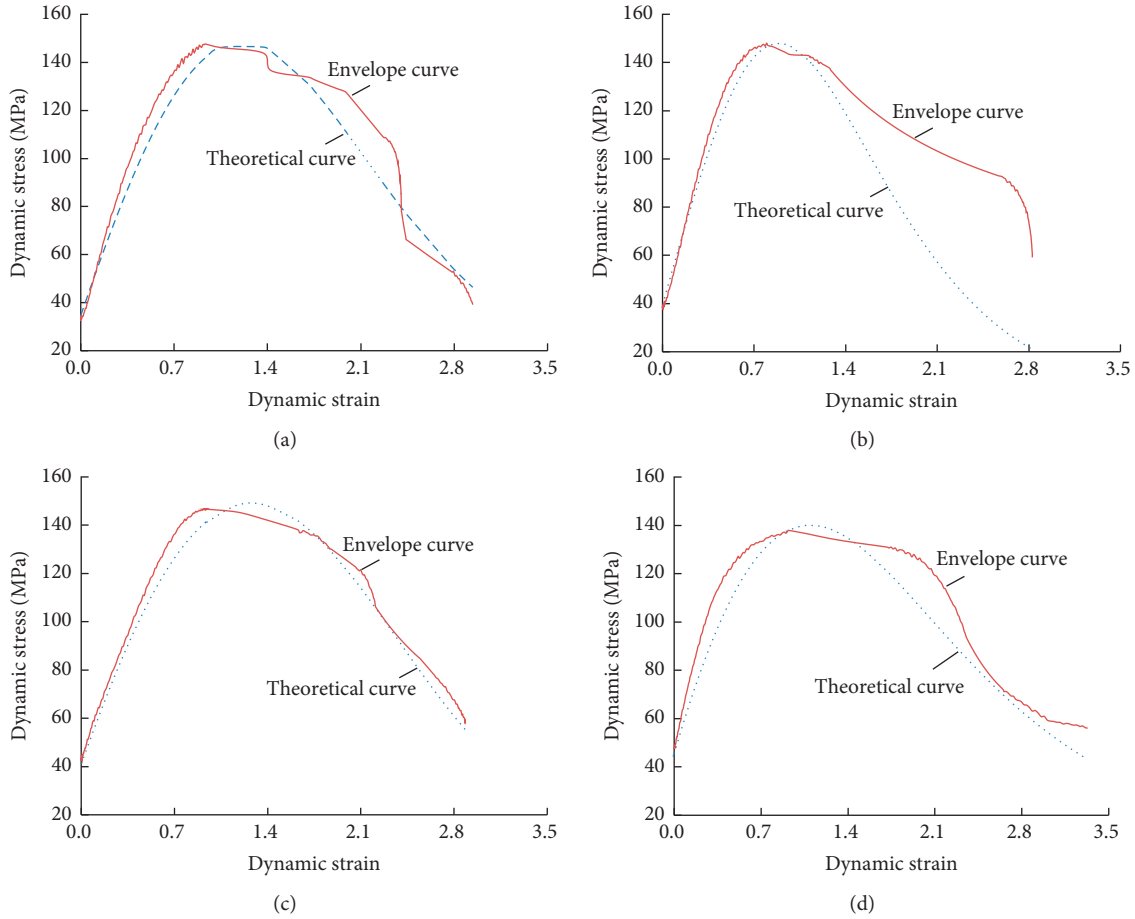 160
140
120
100
80
60
40
20
Dynamic stress (MPa)
Envelope curve
Theoretical curve
0.0 0.7 1.4 2.1 2.8 3.5
Dynamic strain
(a)
160
140
120
100
80
60
40
20
Dynamic stress (MPa)
Envelope curve
Theoretical curve
0.0 0.7 1.4 2.1 2.8 3.5
Dynamic strain
(b)
160
140
120
100
80
60
40
20
Dynamic stress (MPa)
Envelope curve
Theoretical curve
0.0 0.7 1.4 2.1 2.8 3.5
Dynamic strain
(c)
160
140
120
100
80
60
40
20
Dynamic stress (MPa)
Envelope curve
Theoretical curve
0.0 0.7 1.4 2.1 2.8 3.5
Dynamic strain
(d)